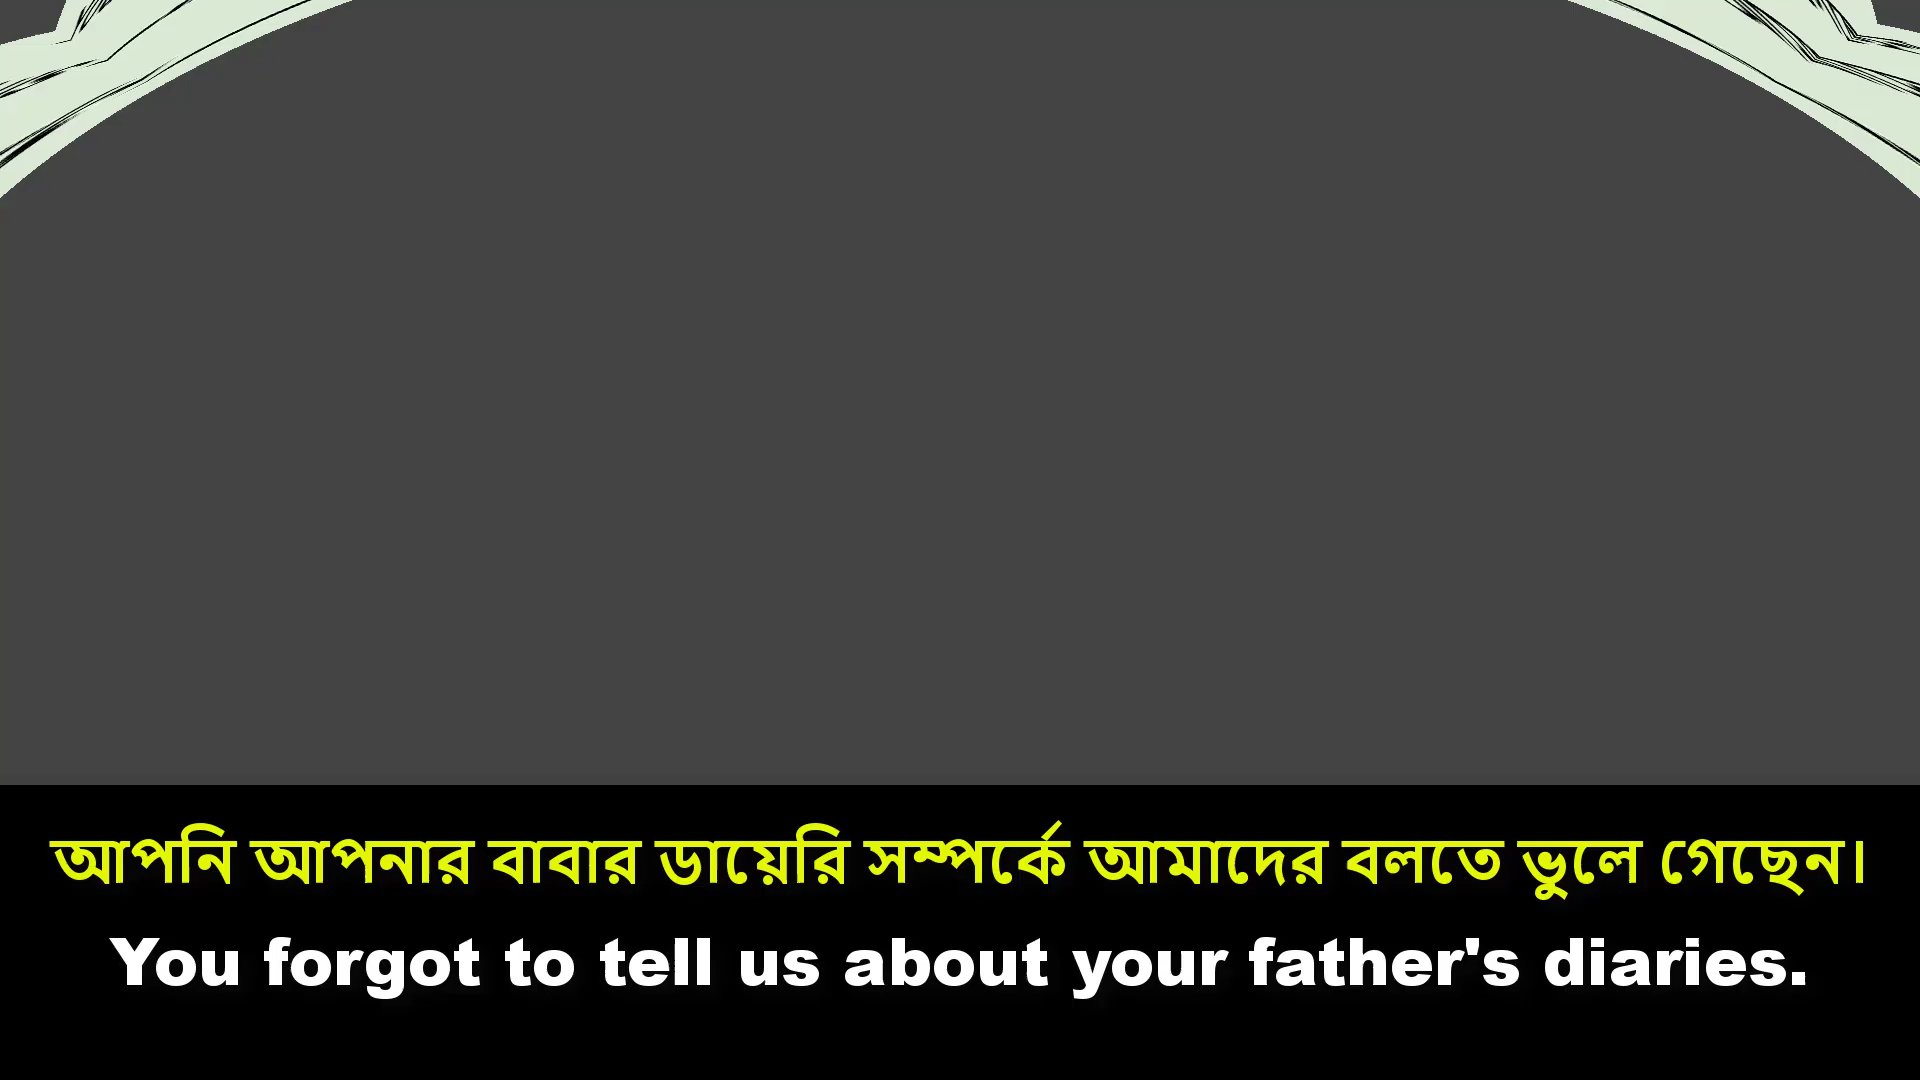 আপনি আপনার বাবার ডায়েরি সম্পর্কে আমাদের বলতে ভুলে গেছেন।
You forgot to tell us about your father's diaries.